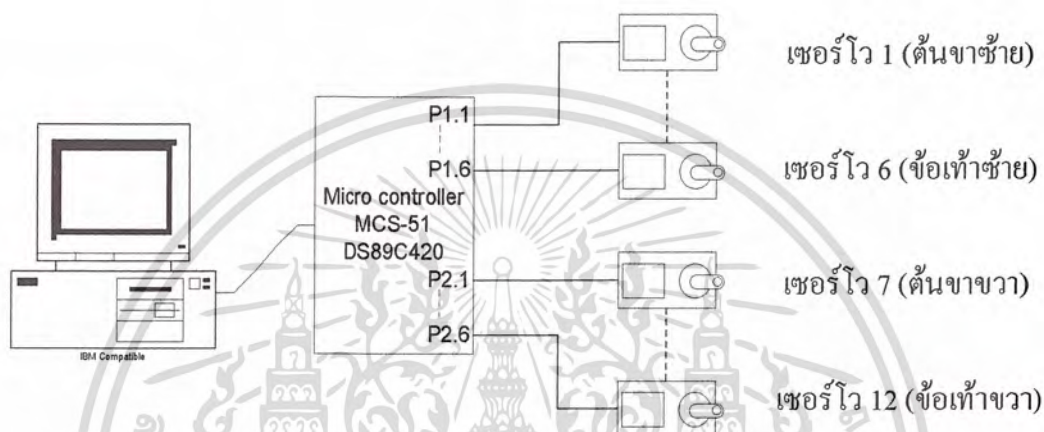 P1.1
P1.6
Micro controller
MCS-51
DS89C420
P2.1
P2.6
IBM Compatible
เซอร์โว 1 (ต้นขาซ้าย)
เซอร์โว 6 (ข้อเท้าซ้าย)
เซอร์โว 7 (ต้นขาขวา)
เซอร์โว 12 (ข้อเท้าขวา)